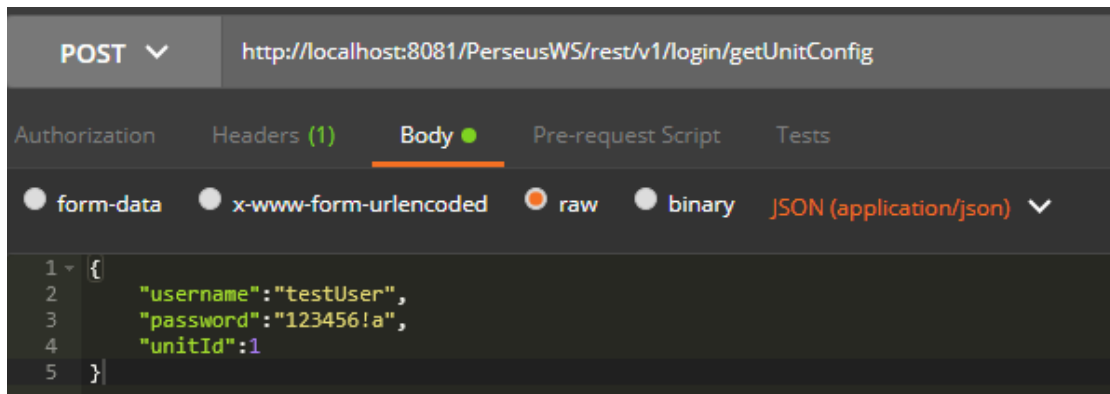 POST http://localhost:8081/PerseusWS/rest/v1/login/getUnitConfig
Authorization Headers (1) Body Pre-request Script Tests
form-data x-www-form-urlencoded raw binary JSON (application/json)
1 {
2 "username":"testUser",
3 "password":"123456!a",
4 "unitId":1
5 }